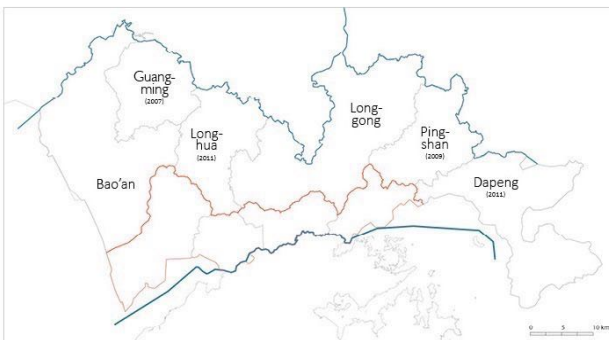 Guang-
ming
(2007)
Long-
hua
(2011)
Bao'an
Long-
gong
Ping-
shan
(2009)
Dapeng
(2011)
0 5 10 km